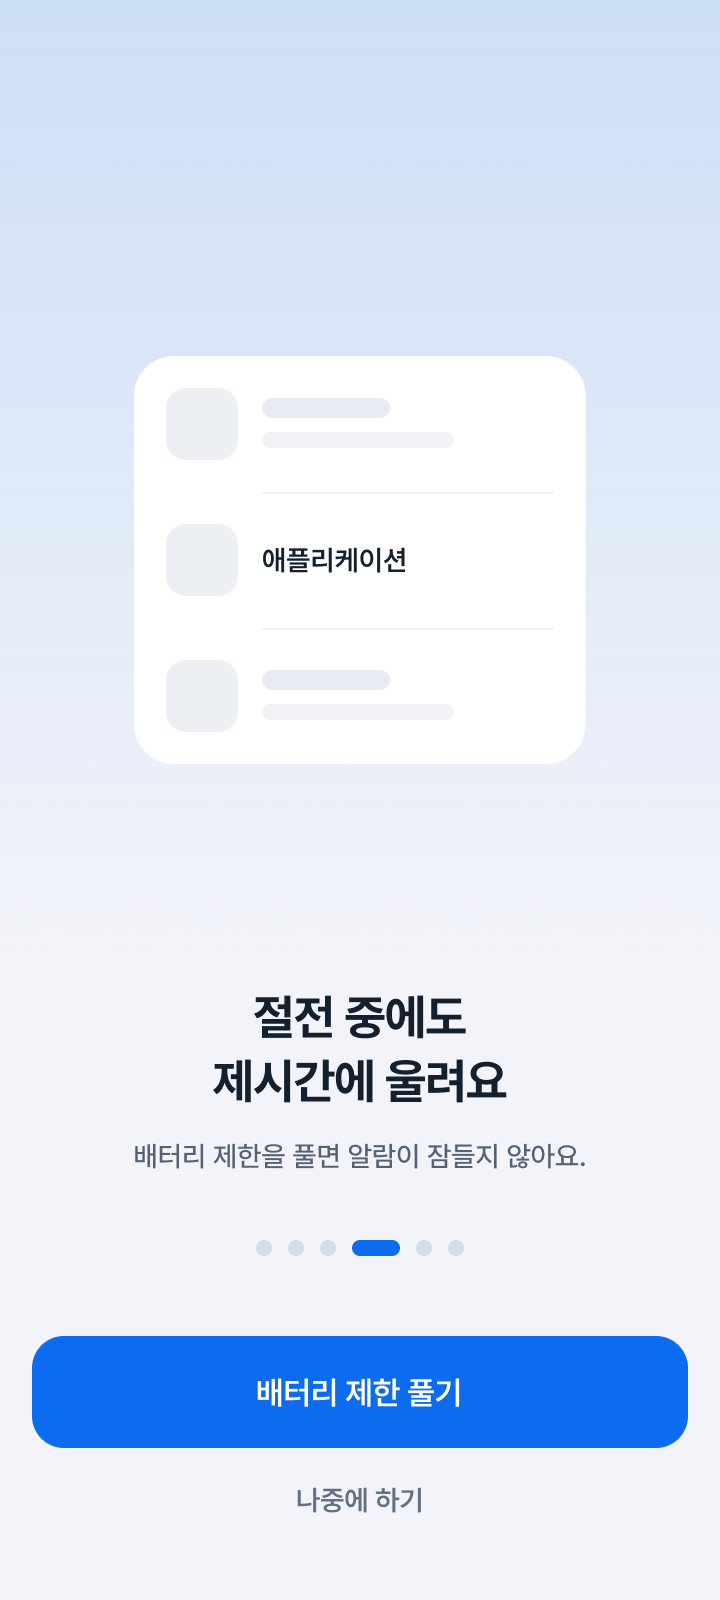 애플리케이션
절전 중에도
제시간에 울려요
배터리 제한을 풀면 알람이 잠들지 않아요.
배터리 제한 풀기
나중에 하기